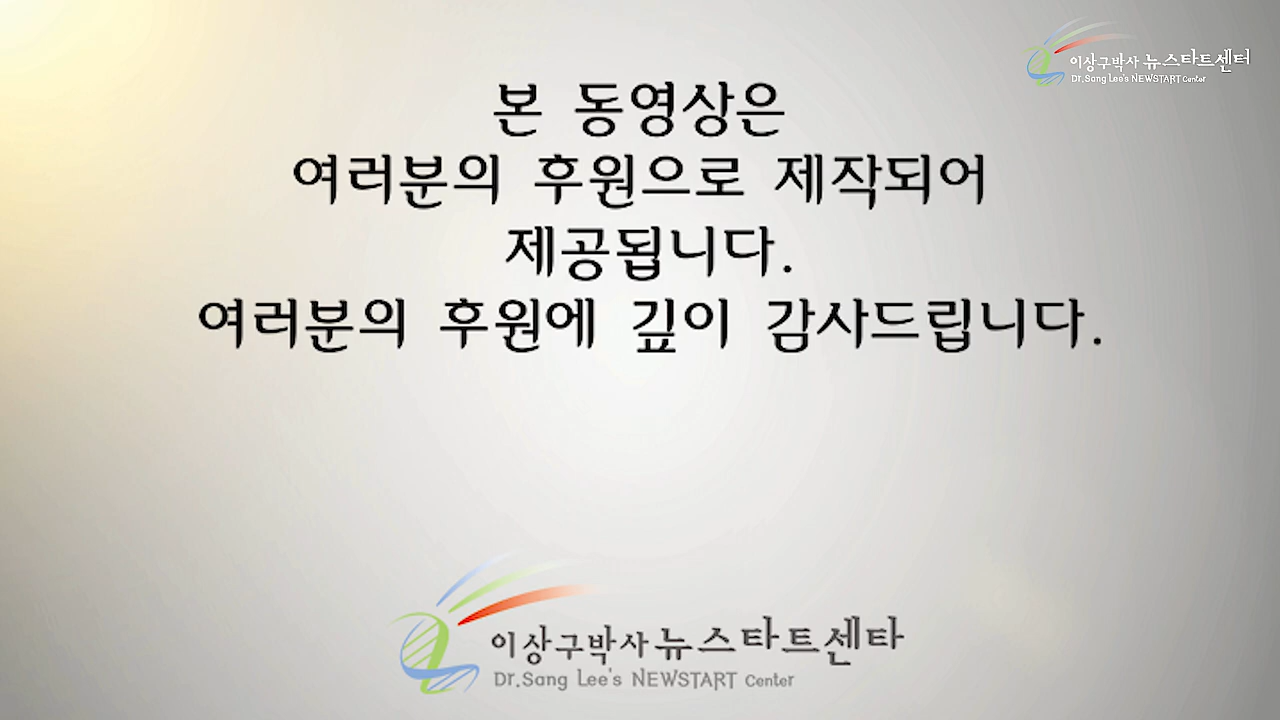 이상구박사 뉴스타트센터
Dr.Sang Lee's NEWSTART Center
본 동영상은
여러분의 후원으로 제작되어
제공됩니다.
여러분의 후원에 깊이 감사드립니다.
이상구박사 뉴스타트센타
Dr.Sang Lee's NEWSTART Center